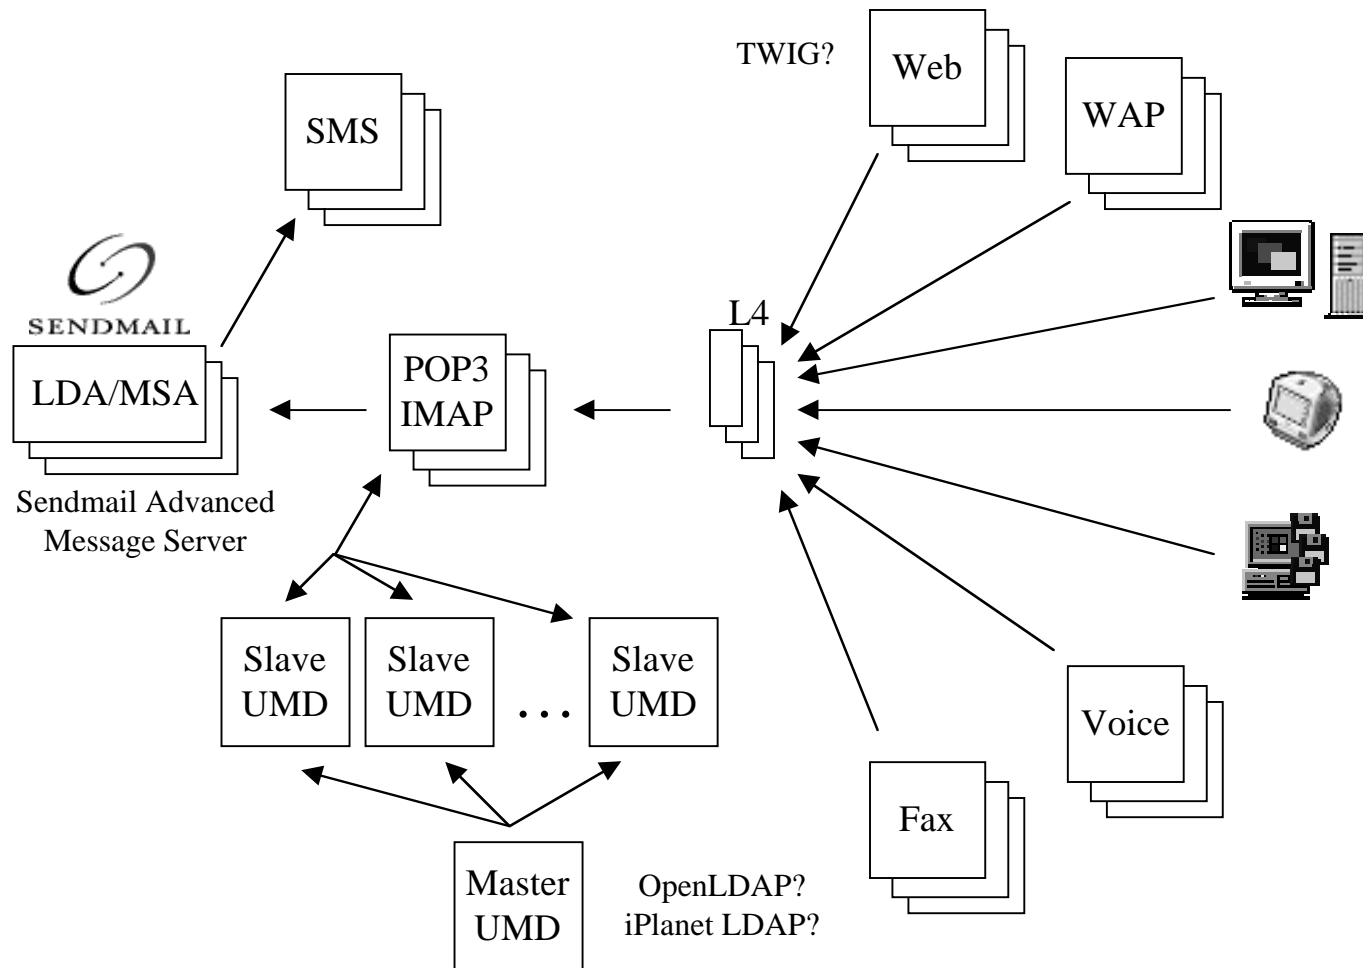 TWIG?
Web
WAP
SMS
SENDMAIL
LDA/MSA
Sendmail Advanced
Message Server
POP3
IMAP
L4
Slave
UMD
Slave
UMD
...
Slave
UMD
Voice
Fax
Master
UMD
OpenLDAP?
iPlanet LDAP?